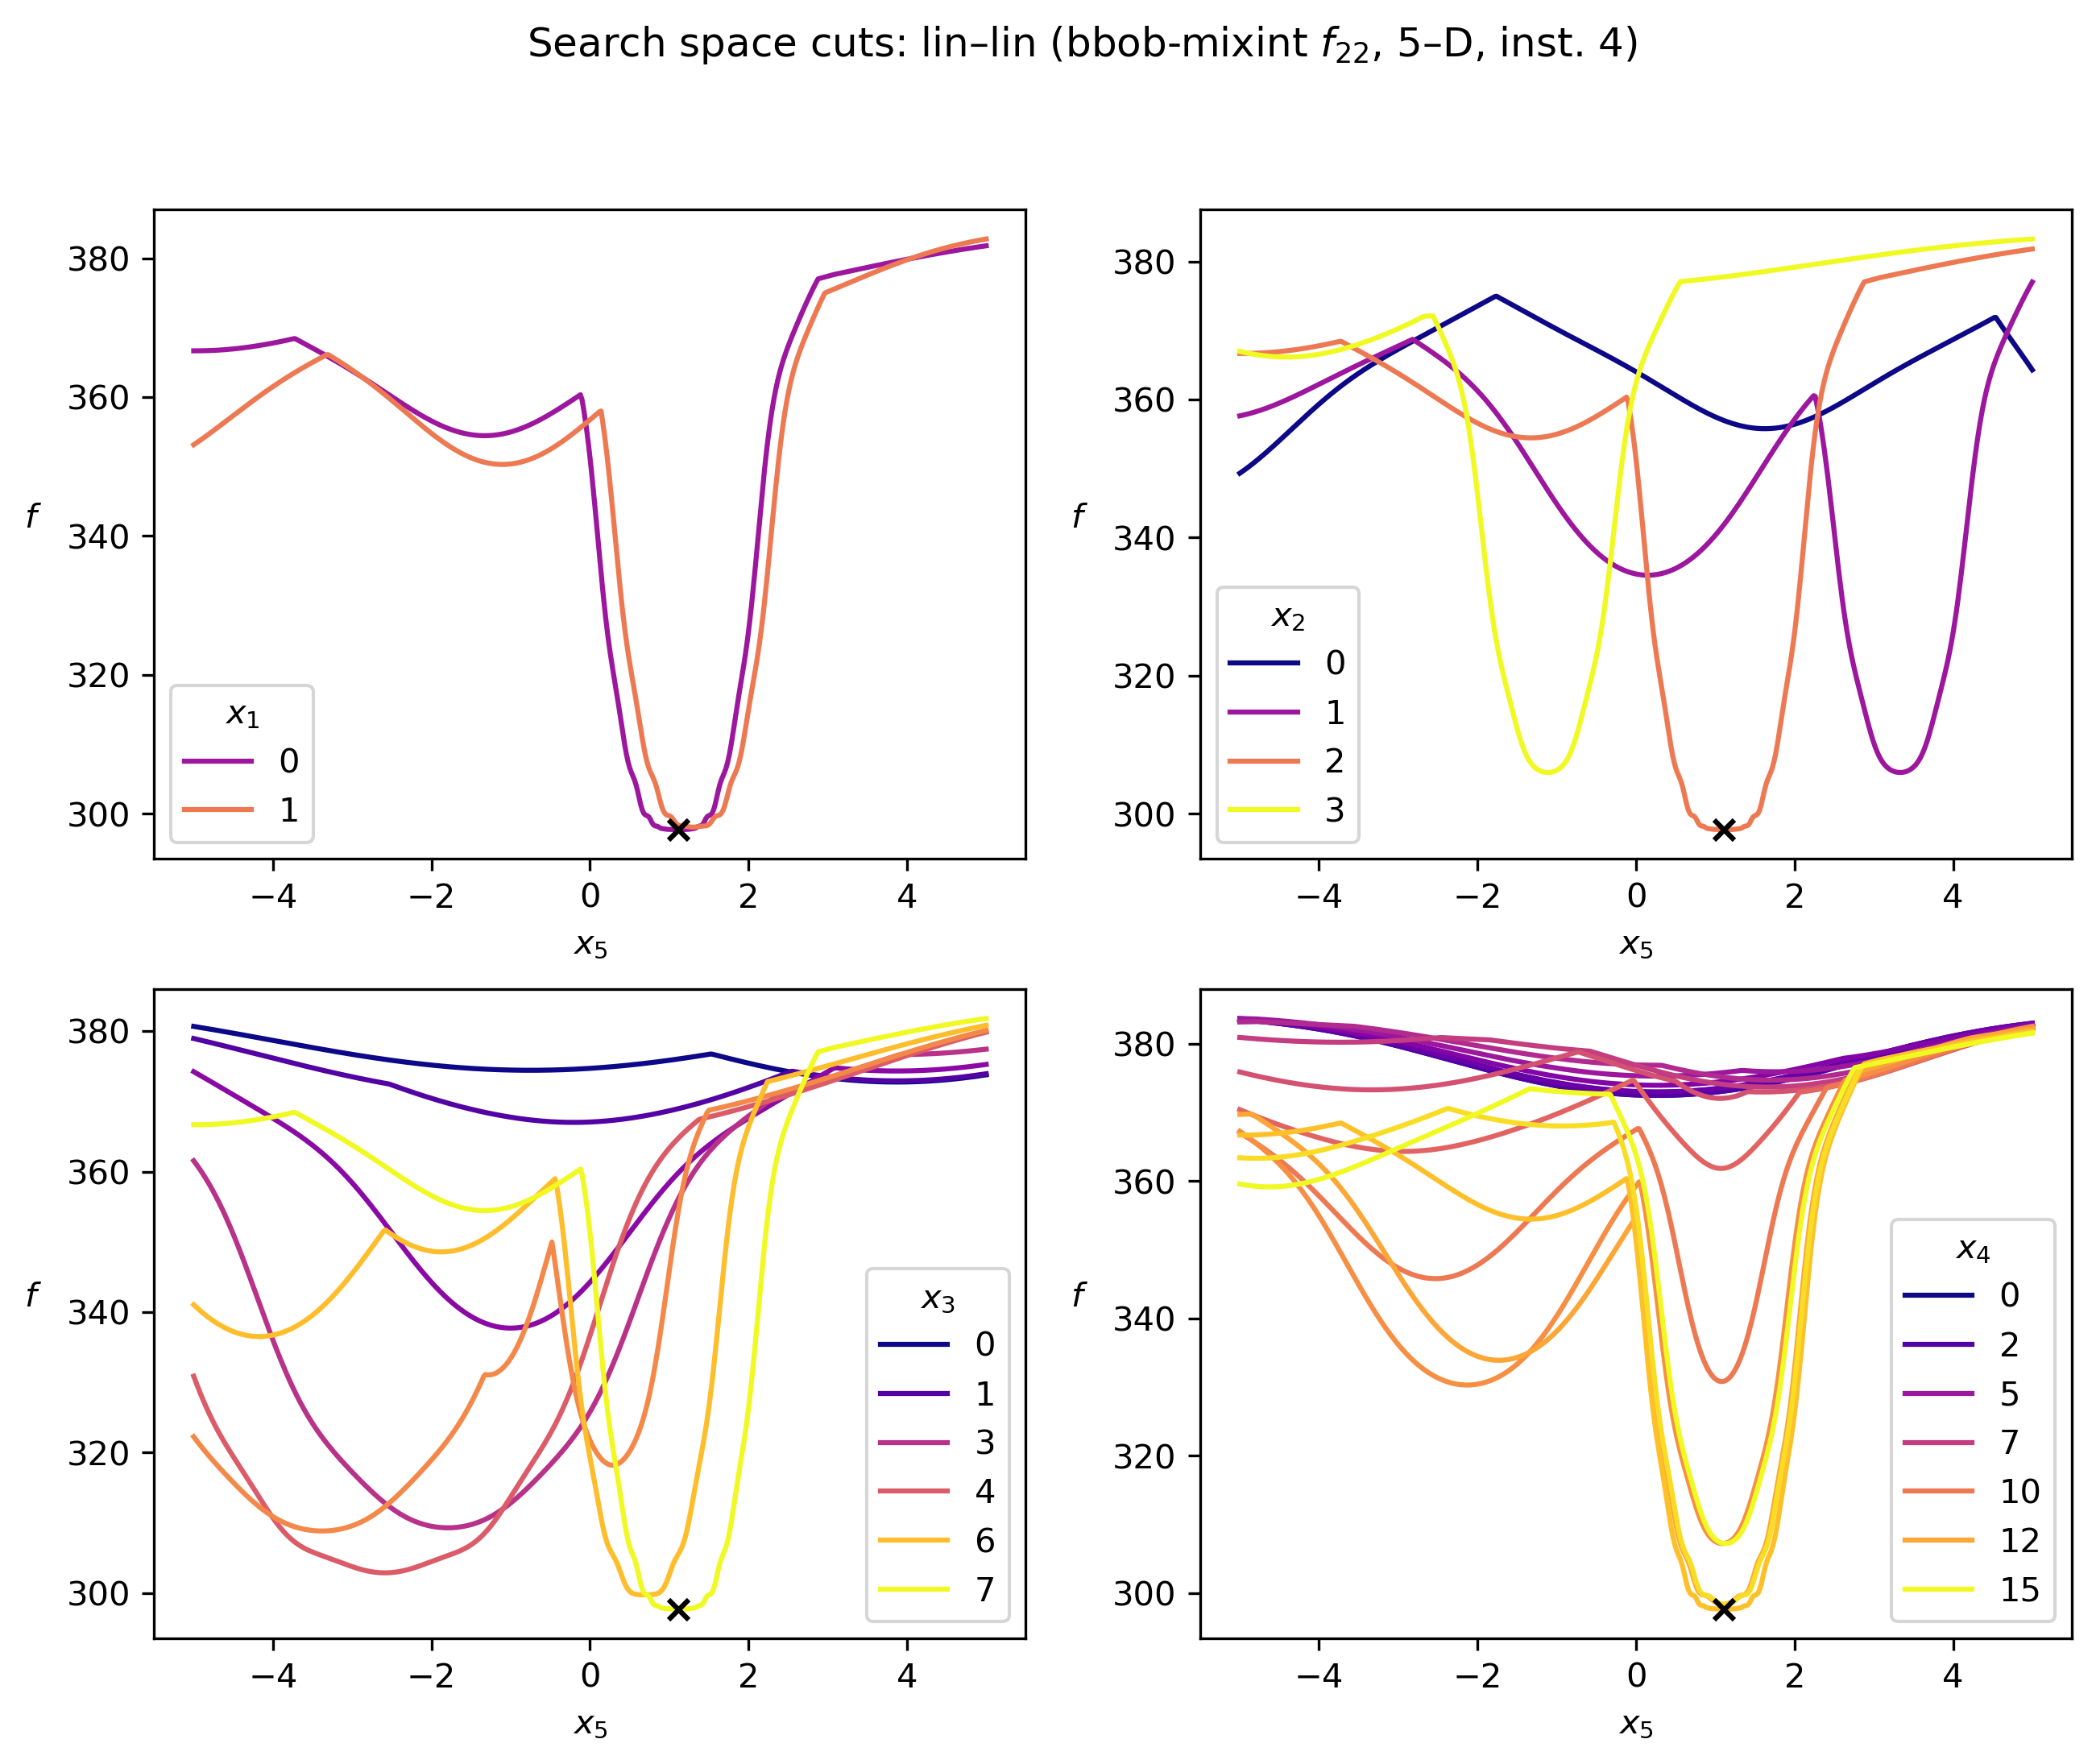 Search space cuts: lin–lin (bbob-mixint f₂₂, 5–D, inst. 4)
380
360
340
320
300
f
x₁
0
1
−4 −2 0 2 4
x₅
380
360
340
320
300
f
x₂
0
1
2
3
−4 −2 0 2 4
x₅
380
360
340
320
300
f
x₃
0
1
3
4
6
7
−4 −2 0 2 4
x₅
380
360
340
320
300
f
x₄
0
2
5
7
10
12
15
−4 −2 0 2 4
x₅